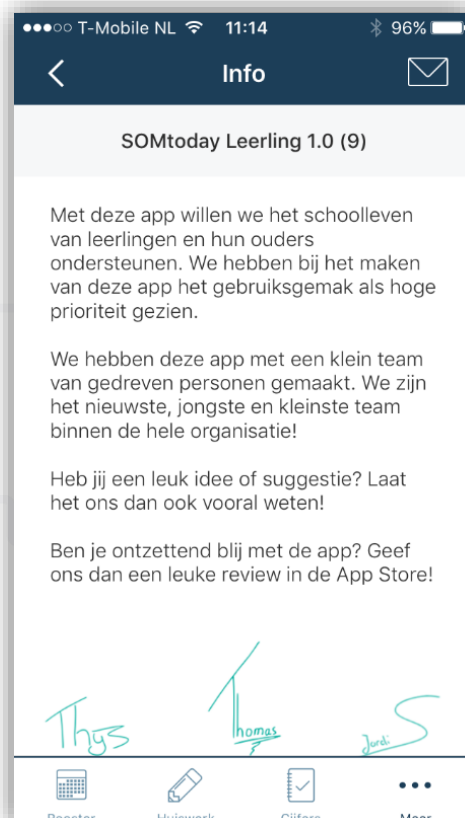 T-Mobile NL 11:14 96%
Info
SOMtoday Leerling 1.0 (9)
Met deze app willen we het schoolleven
van leerlingen en hun ouders
ondersteunen. We hebben bij het maken
van deze app het gebruiksgemak als hoge
prioriteit gezien.
We hebben deze app met een klein team
van gedreven personen gemaakt. We zijn
het nieuwste, jongste en kleinste team
binnen de hele organisatie!
Heb jij een leuk idee of suggestie? Laat
het ons dan ook vooral weten!
Ben je ontzettend blij met de app? Geef
ons dan een leuke review in de App Store!
Thys Thomas Jordi S
Rooster Huiswerk Cijfers Meer